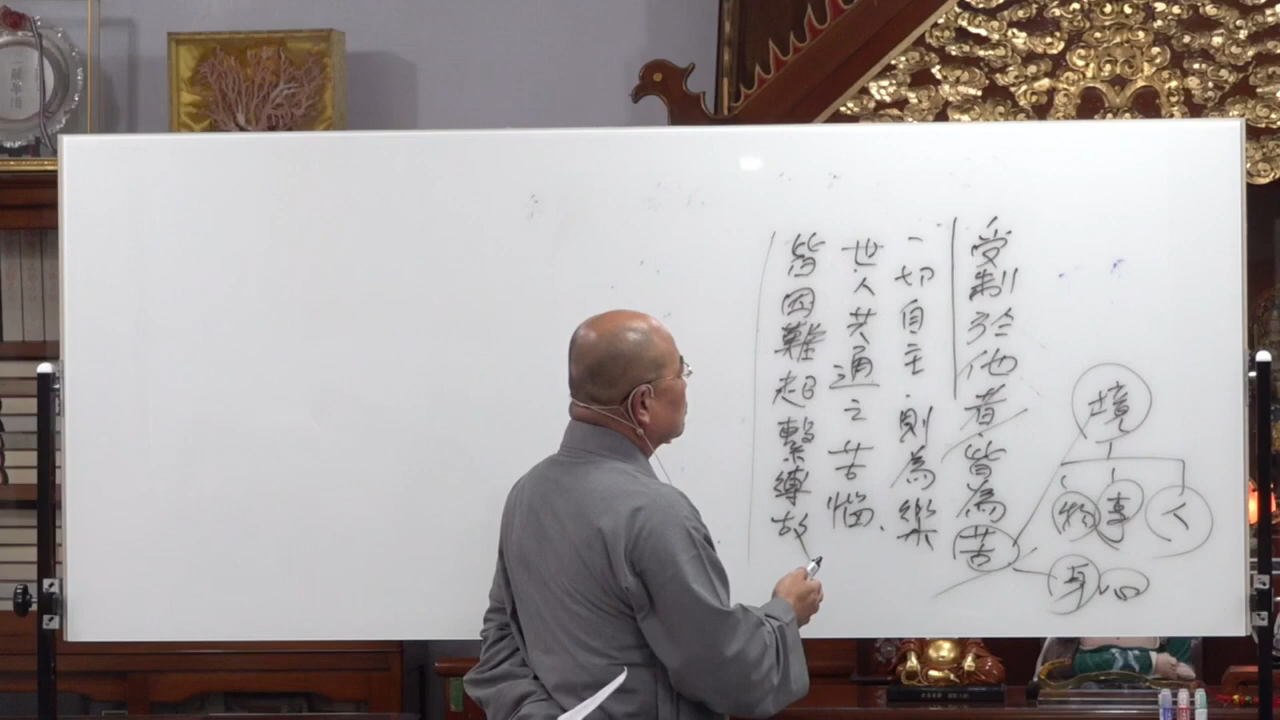 受制於他者皆為苦
一切自主.則為樂
世人共通之苦惱、
皆因難起繫縛故
境
物事人
身心